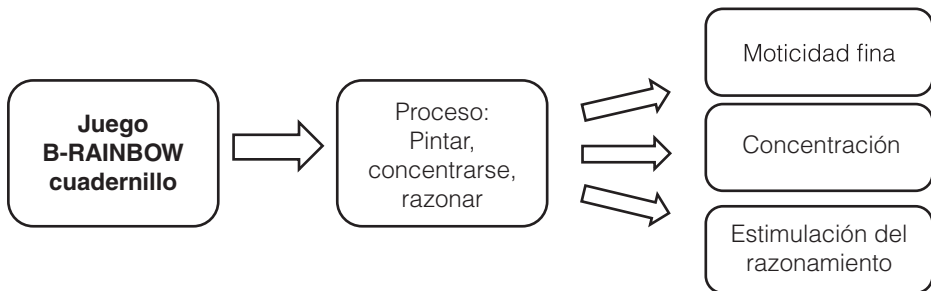 Juego
B-RAINBOW
cuadernillo
Proceso:
Pintar,
concentrarse,
razonar
Moticidad fina
Concentración
Estimulación del
razonamiento